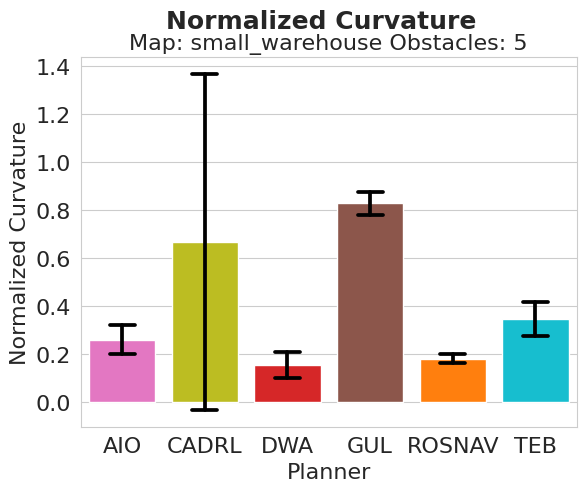 Normalized Curvature
Map: small_warehouse Obstacles: 5
Normalized Curvature
1.4
1.2
1.0
0.8
0.6
0.4
0.2
0.0
AIO CADRL DWA GUL ROSNAV TEB
Planner